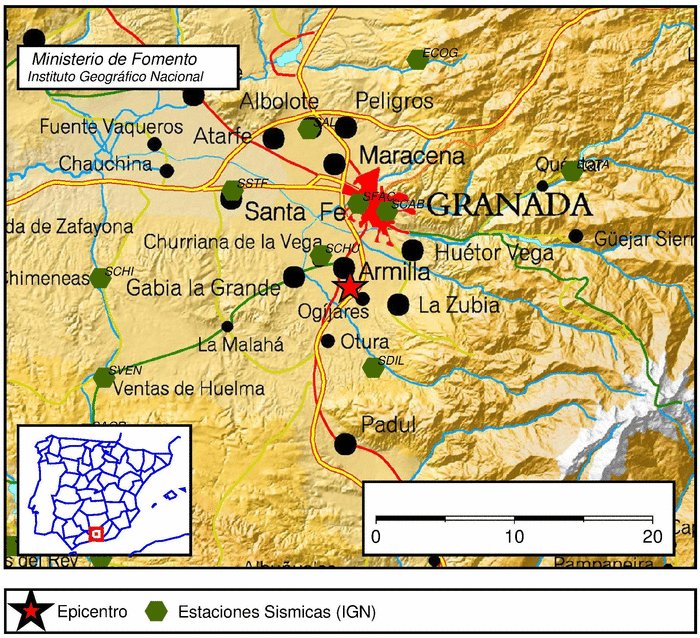 Ministerio de Fomento
Instituto Geográfico Nacional
ECOG
Albolote
Peligros
SALO
Fuente Vaqueros
Atarfe
Chauchina
Maracena
SSTF
SFAC
SCAB
Santa Fe
GRANADA
da de Zafayona
Churriana de la Vega
SCHU
Huétor Vega
Güejar Sierr
Chimeneas
SCHI
Armilla
Gabia la Grande
Ogíjares
La Zubia
La Malahá
Otura
SVEN
SDIL
Ventas de Huelma
Padul
0
10
20
s del Rey
Pampaneira
Epicentro
Estaciones Sismicas (IGN)